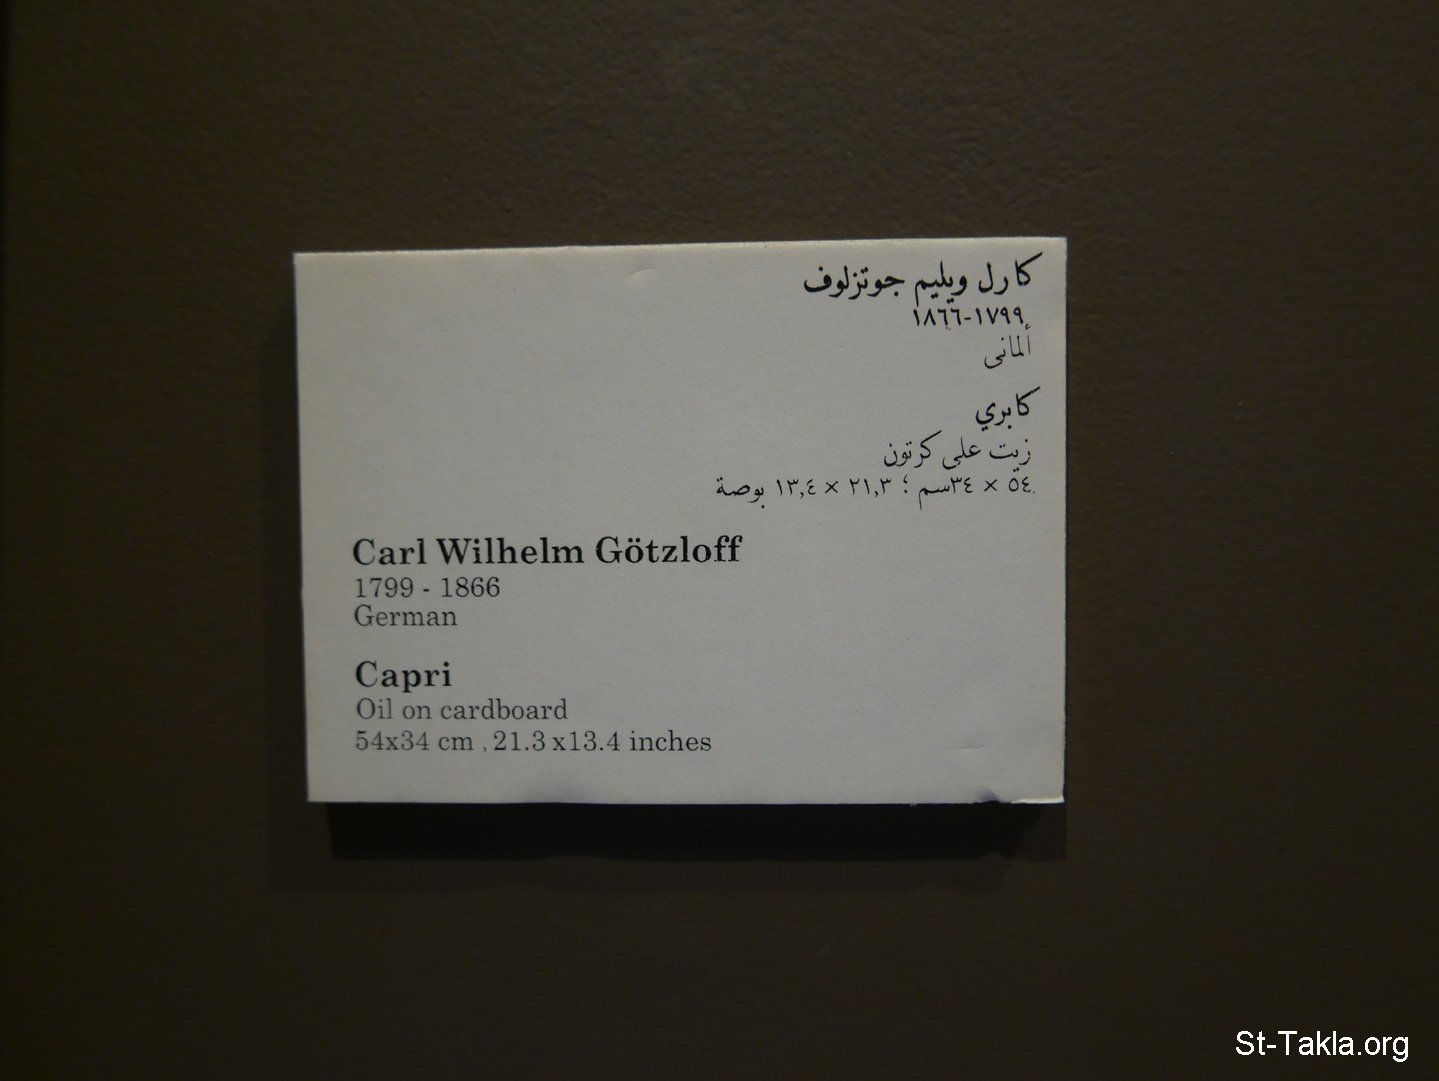 كارل ويليم جوتزلوف
١٧٩٩-١٨٦٦
ألمانى
كابري
زيت على كرتون
٥٤ × ٣٤سم ؛ ٢١,٣ × ١٣,٤ بوصة
Carl Wilhelm Götzloff
1799 - 1866
German
Capri
Oil on cardboard
54x34 cm , 21.3 x13.4 inches
St-Takla.org